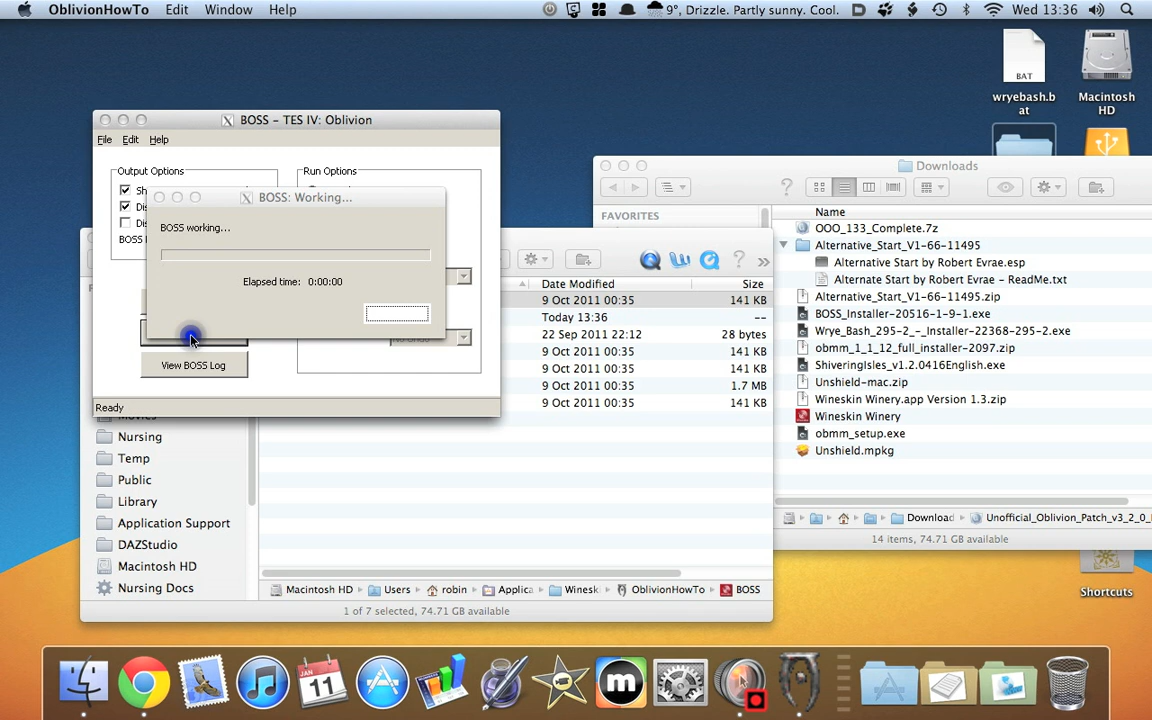 OblivionHowTo Edit Window Help
9°, Drizzle. Partly sunny. Cool.
Wed 13:36
BAT
wryebash.b
at
Macintosh
HD
BOSS – TES IV: Oblivion
File Edit Help
Output Options
Run Options
BOSS: Working...
BOSS working...
Elapsed time: 0:00:00
View BOSS Log
Ready
Downloads
FAVORITES
Name
OOO_133_Complete.7z
Alternative_Start_V1-66-11495
Alternative Start by Robert Evrae.esp
Alternate Start by Robert Evrae - ReadMe.txt
Alternative_Start_V1-66-11495.zip
BOSS_Installer-20516-1-9-1.exe
Wrye_Bash_295-2_-_Installer-22368-295-2.exe
obmm_1_1_12_full_installer-2097.zip
ShiveringIsles_v1.2.0416English.exe
Unshield-mac.zip
Wineskin Winery.app Version 1.3.zip
Wineskin Winery
obmm_setup.exe
Unshield.mpkg
Download
Unofficial_Oblivion_Patch_v3_2_0
14 items, 74.71 GB available
Date Modified Size
9 Oct 2011 00:35 141 KB
Today 13:36 --
22 Sep 2011 22:12 28 bytes
9 Oct 2011 00:35 141 KB
9 Oct 2011 00:35 141 KB
9 Oct 2011 00:35 1.7 MB
9 Oct 2011 00:35 141 KB
Nursing
Temp
Public
Library
Application Support
DAZStudio
Macintosh HD
Nursing Docs
Macintosh HD Users robin Applica Winesk OblivionHowTo BOSS
1 of 7 selected, 74.71 GB available
Shortcuts
JAN
11